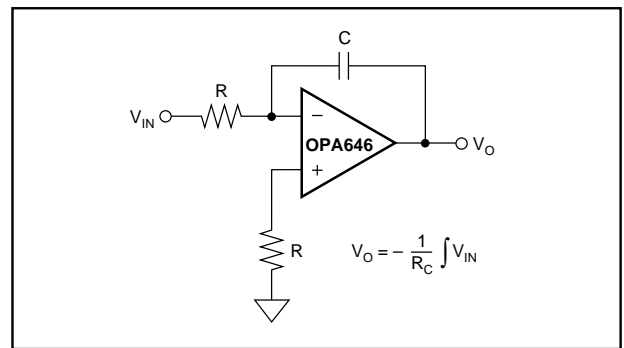 C
R
V_IN
−
OPA646
V_O
+
R
V_O = − 1/R_C ∫ V_IN